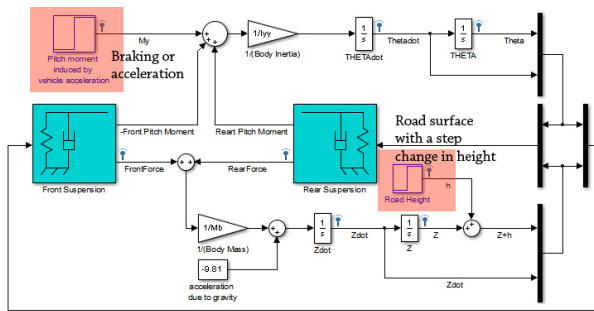 My
Braking or
acceleration
Pitch moment
induced by
vehicle acceleration
1/Iyy
1/(Body Inertia)
1
s
THETAdot
Thetadot
1
s
THETA
Theta
-Front Pitch Moment
Reart Pitch Moment
Front Suspension
FrontForce
RearForce
Rear Suspension
Road surface
with a step
change in height
h
Road Height
1/Mb
1/(Body Mass)
-9.81
acceleration
due to gravity
1
s
Zdot
Zdot
1
s
Z
Z
Z+h
Zdot